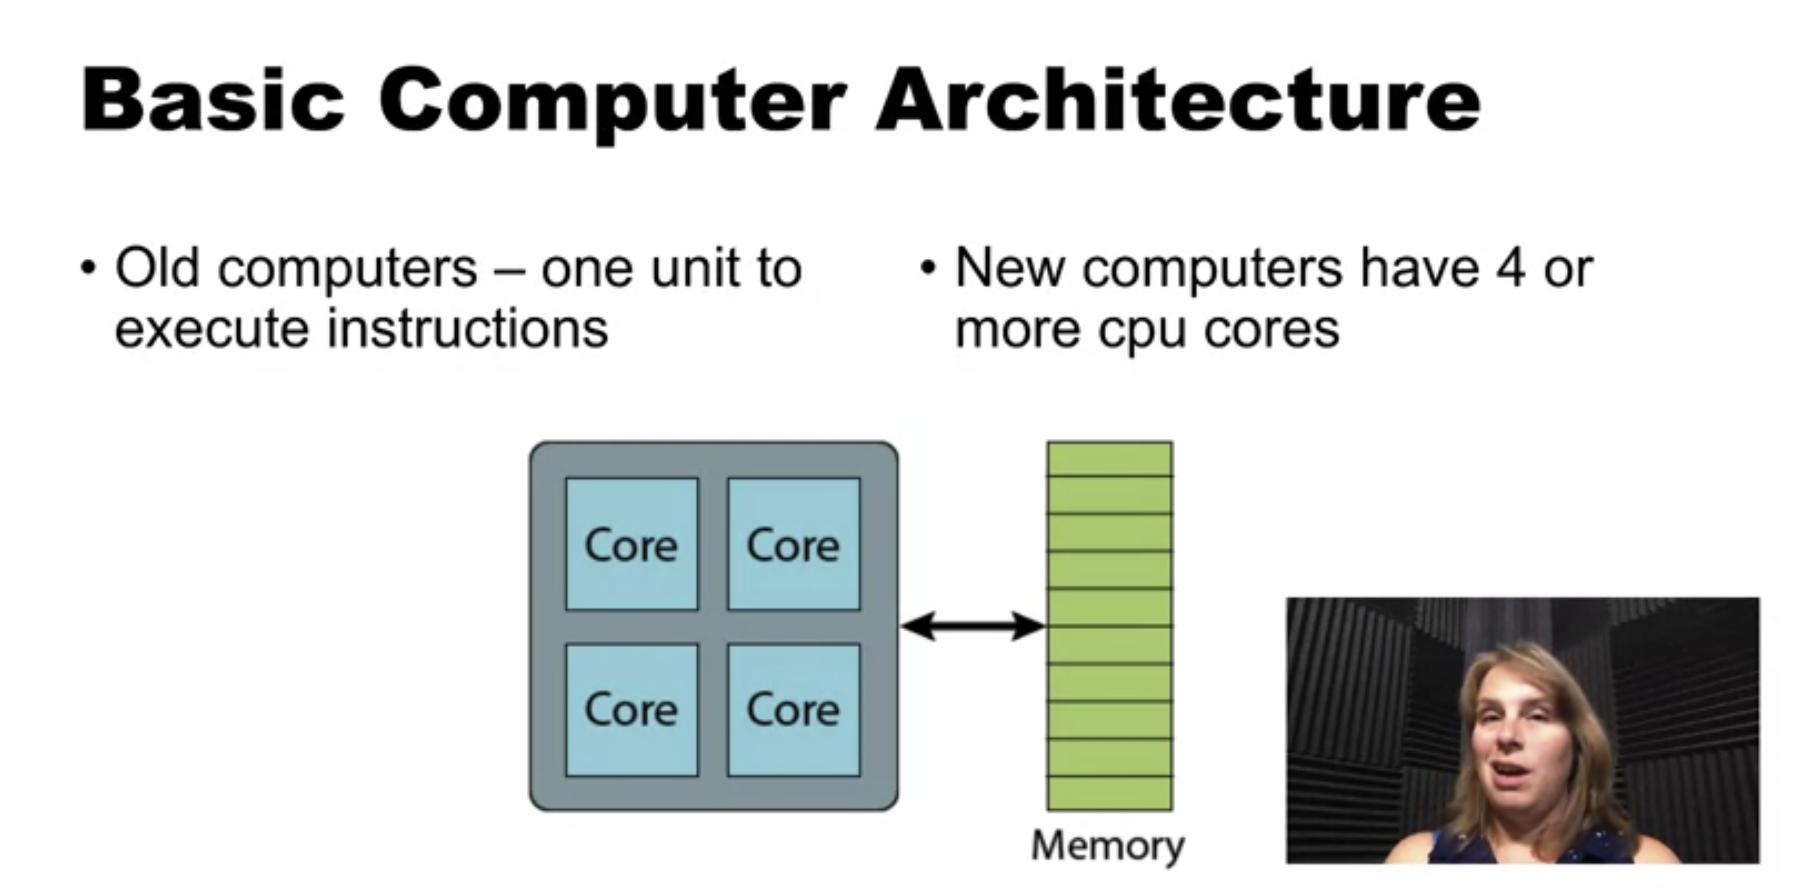 Basic Computer Architecture
• Old computers – one unit to
execute instructions
• New computers have 4 or
more cpu cores
Core Core
Core Core
Memory